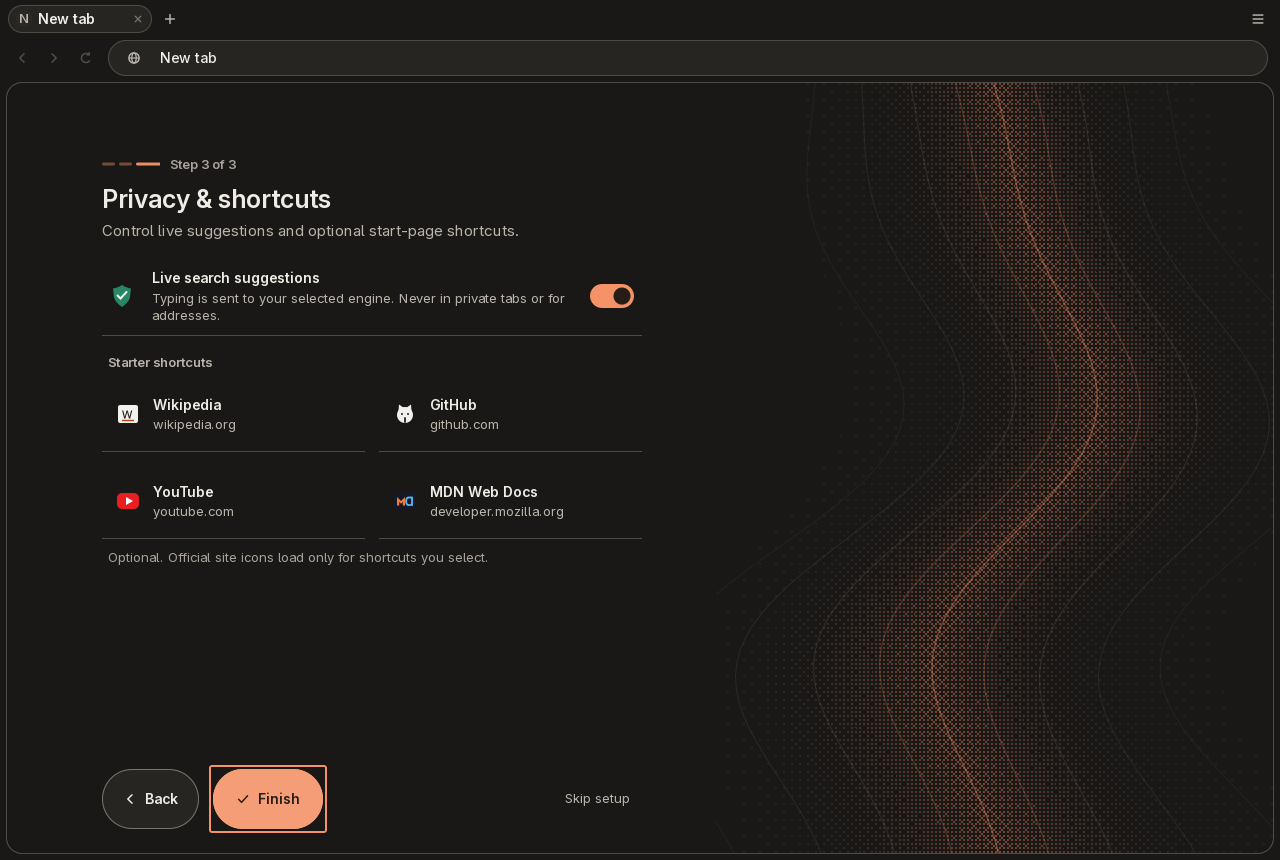 N New tab
New tab
Step 3 of 3
Privacy & shortcuts
Control live suggestions and optional start-page shortcuts.
Live search suggestions
Typing is sent to your selected engine. Never in private tabs or for
addresses.
Starter shortcuts
W
Wikipedia
wikipedia.org
GitHub
github.com
YouTube
youtube.com
MDN Web Docs
developer.mozilla.org
Optional. Official site icons load only for shortcuts you select.
Back
Finish
Skip setup